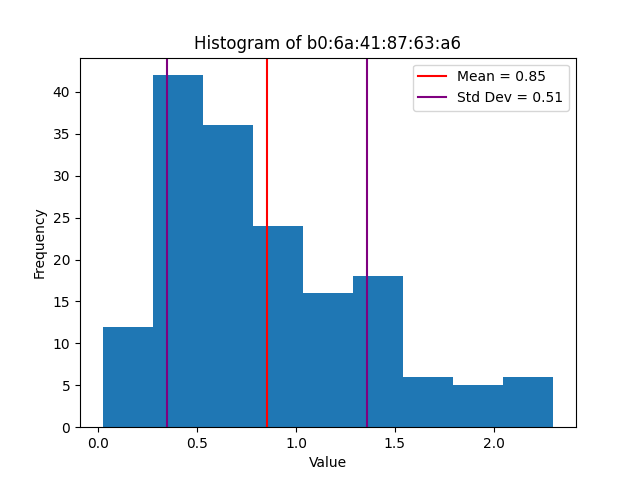 Histogram of b0:6a:41:87:63:a6
Mean = 0.85
Std Dev = 0.51
Frequency
40
35
30
25
20
15
10
5
0
0.0 0.5 1.0 1.5 2.0
Value